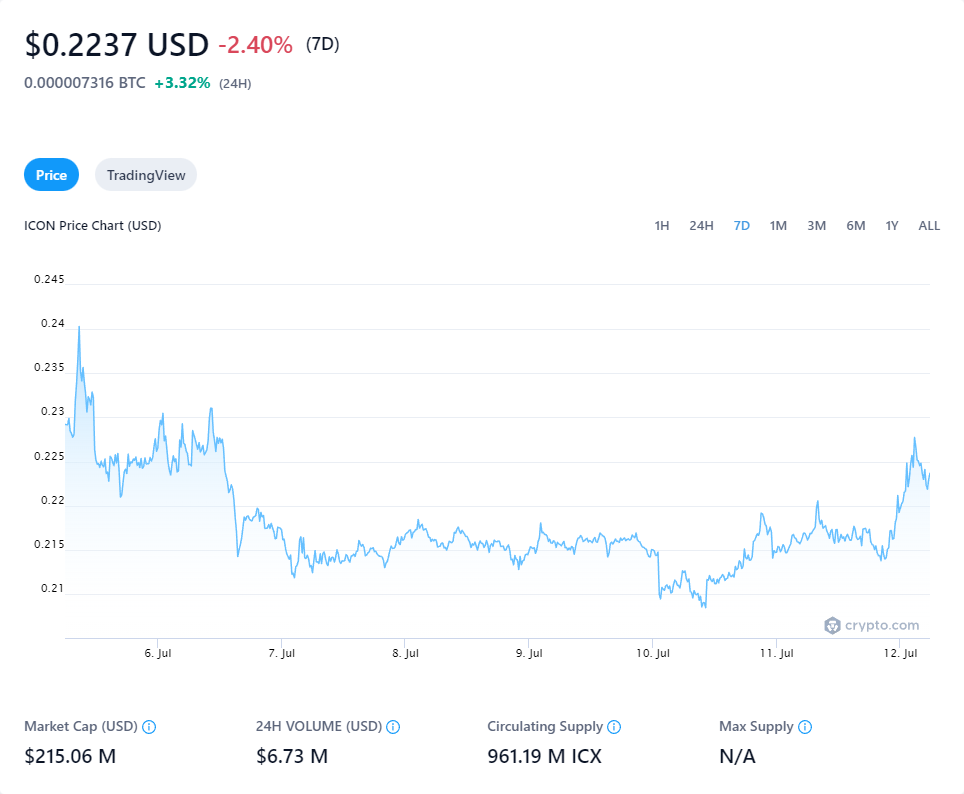 $0.2237 USD -2.40% (7D)
0.000007316 BTC +3.32% (24H)
Price TradingView
ICON Price Chart (USD) 1H 24H 7D 1M 3M 6M 1Y ALL
0.245
0.24
0.235
0.23
0.225
0.22
0.215
0.21
crypto.com
6. Jul 7. Jul 8. Jul 9. Jul 10. Jul 11. Jul 12. Jul
Market Cap (USD) 24H VOLUME (USD) Circulating Supply Max Supply
$215.06 M $6.73 M 961.19 M ICX N/A